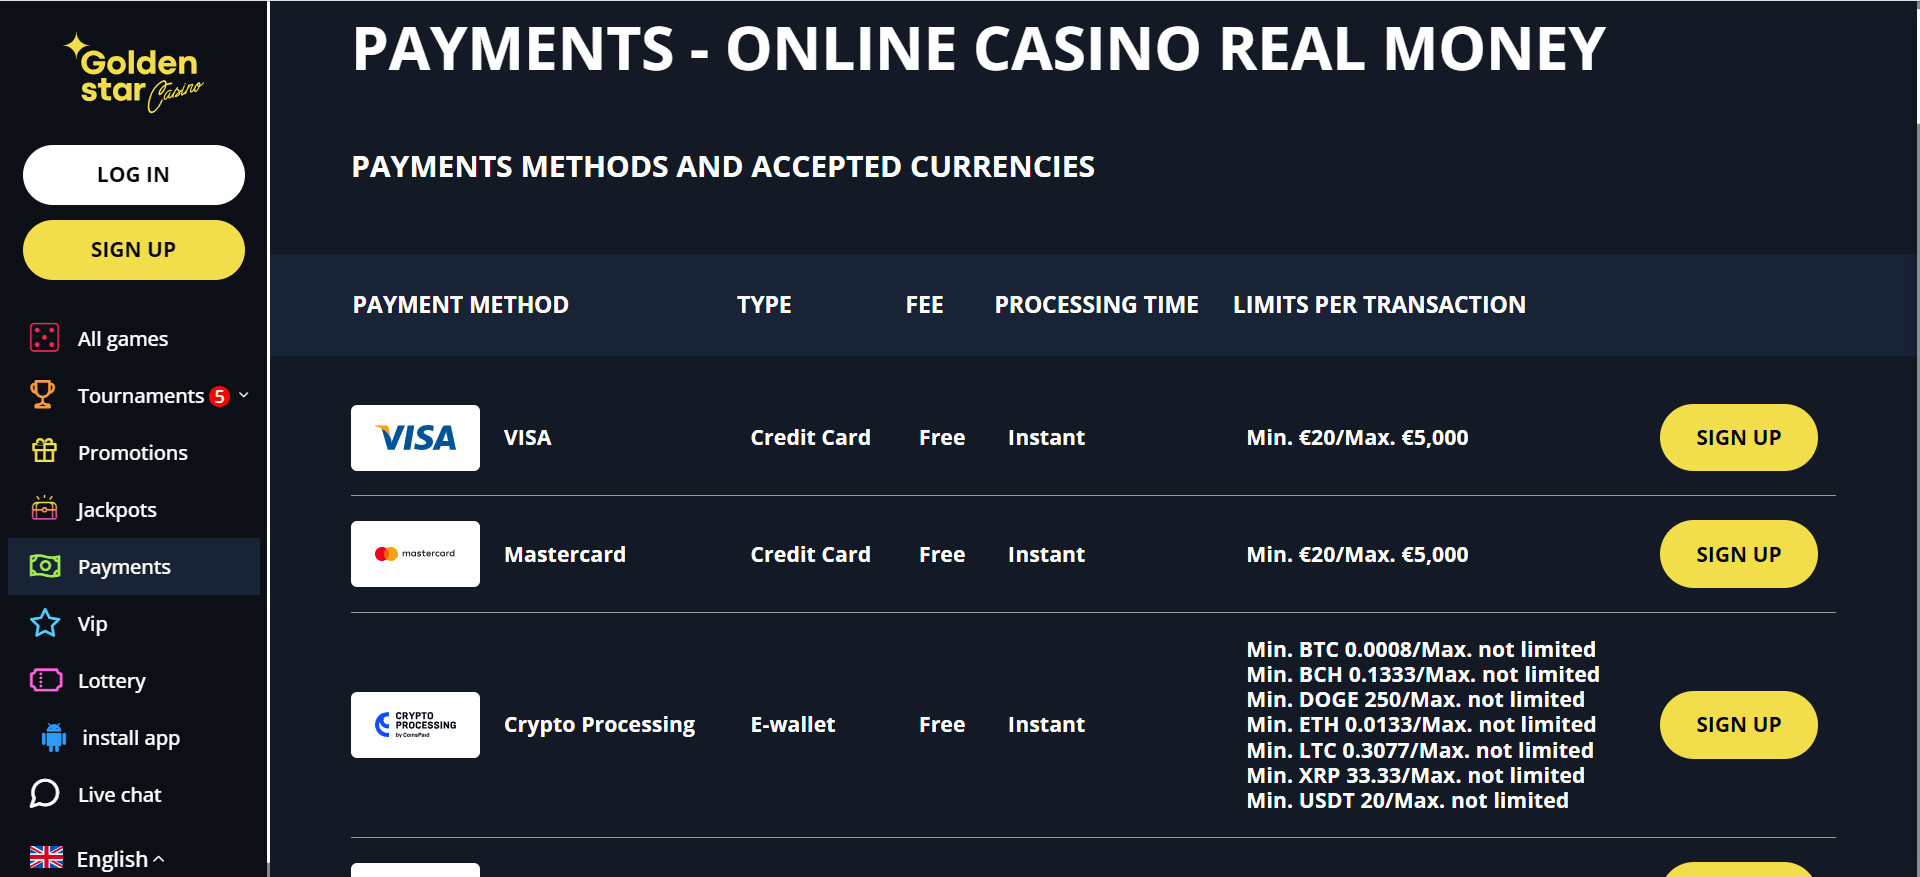 Golden
star Casino
LOG IN
SIGN UP
All games
Tournaments 5
Promotions
Jackpots
Payments
Vip
Lottery
install app
Live chat
English
PAYMENTS - ONLINE CASINO REAL MONEY
PAYMENTS METHODS AND ACCEPTED CURRENCIES
PAYMENT METHOD TYPE FEE PROCESSING TIME LIMITS PER TRANSACTION
VISA VISA Credit Card Free Instant Min. €20/Max. €5,000 SIGN UP
mastercard Mastercard Credit Card Free Instant Min. €20/Max. €5,000 SIGN UP
CRYPTO
PROCESSING
by CoinsPaid
Crypto Processing E-wallet Free Instant
Min. BTC 0.0008/Max. not limited
Min. BCH 0.1333/Max. not limited
Min. DOGE 250/Max. not limited
Min. ETH 0.0133/Max. not limited
Min. LTC 0.3077/Max. not limited
Min. XRP 33.33/Max. not limited
Min. USDT 20/Max. not limited
SIGN UP